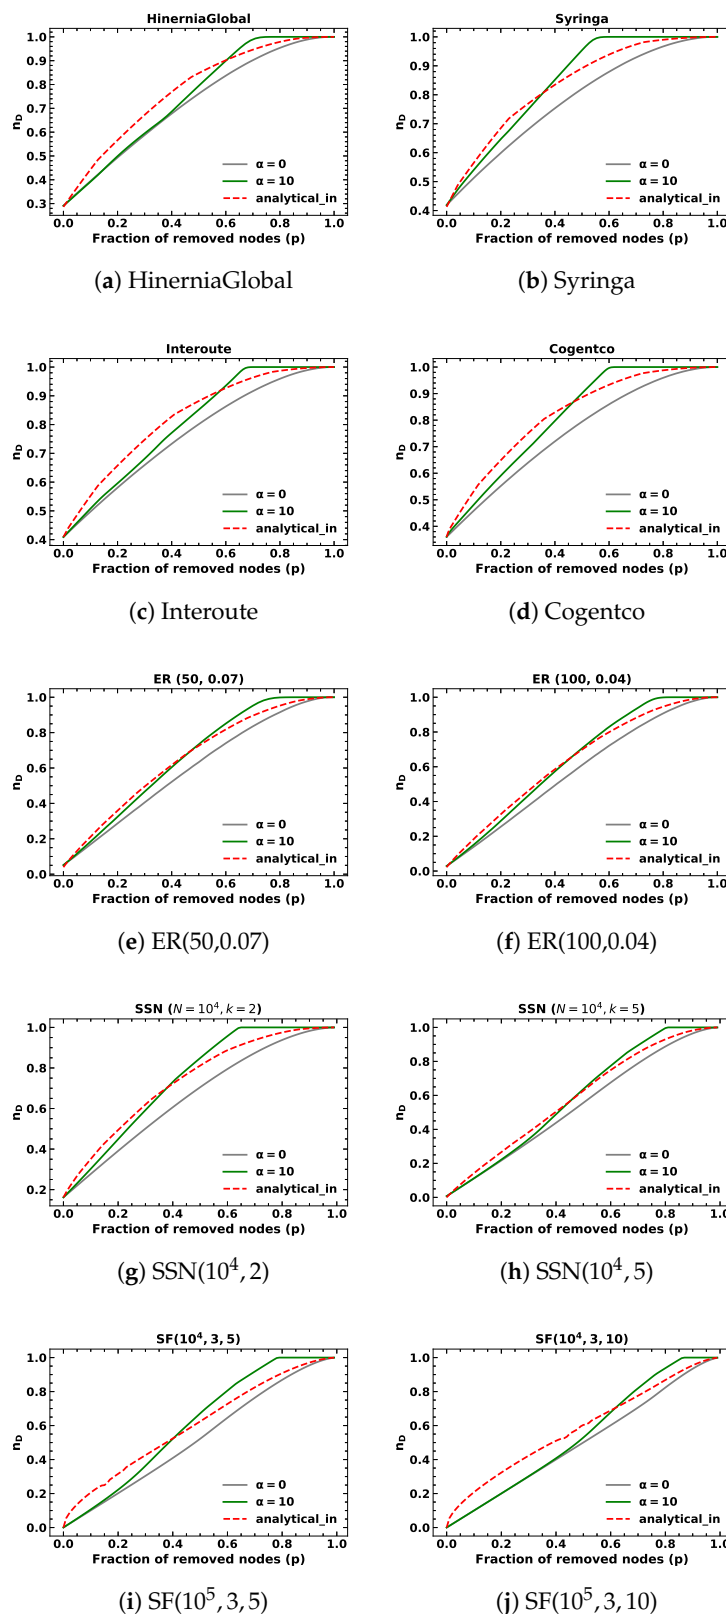 HinerniaGlobal
1.0
0.9
0.8
0.7
0.6
0.5
0.4
0.3
n_D
α = 0
α = 10
analytical_in
0.0 0.2 0.4 0.6 0.8 1.0
Fraction of removed nodes (p)
(a) HinerniaGlobal
Syringa
1.0
0.9
0.8
0.7
0.6
0.5
0.4
n_D
α = 0
α = 10
analytical_in
0.0 0.2 0.4 0.6 0.8 1.0
Fraction of removed nodes (p)
(b) Syringa
Interoute
1.0
0.9
0.8
0.7
0.6
0.5
0.4
n_D
α = 0
α = 10
analytical_in
0.0 0.2 0.4 0.6 0.8 1.0
Fraction of removed nodes (p)
(c) Interoute
Cogentco
1.0
0.9
0.8
0.7
0.6
0.5
0.4
n_D
α = 0
α = 10
analytical_in
0.0 0.2 0.4 0.6 0.8 1.0
Fraction of removed nodes (p)
(d) Cogentco
ER (50, 0.07)
1.0
0.8
0.6
0.4
0.2
0.0
n_D
α = 0
α = 10
analytical_in
0.0 0.2 0.4 0.6 0.8 1.0
Fraction of removed nodes (p)
(e) ER(50,0.07)
ER (100, 0.04)
1.0
0.8
0.6
0.4
0.2
0.0
n_D
α = 0
α = 10
analytical_in
0.0 0.2 0.4 0.6 0.8 1.0
Fraction of removed nodes (p)
(f) ER(100,0.04)
SSN (N = 10⁴, k = 2)
1.0
0.8
0.6
0.4
0.2
n_D
α = 0
α = 10
analytical_in
0.0 0.2 0.4 0.6 0.8 1.0
Fraction of removed nodes (p)
(g) SSN(10⁴, 2)
SSN (N = 10⁴, k = 5)
1.0
0.8
0.6
0.4
0.2
0.0
n_D
α = 0
α = 10
analytical_in
0.0 0.2 0.4 0.6 0.8 1.0
Fraction of removed nodes (p)
(h) SSN(10⁴, 5)
SF(10⁴, 3, 5)
1.0
0.8
0.6
0.4
0.2
0.0
n_D
α = 0
α = 10
analytical_in
0.0 0.2 0.4 0.6 0.8 1.0
Fraction of removed nodes (p)
(i) SF(10⁵, 3, 5)
SF(10⁴, 3, 10)
1.0
0.8
0.6
0.4
0.2
0.0
n_D
α = 0
α = 10
analytical_in
0.0 0.2 0.4 0.6 0.8 1.0
Fraction of removed nodes (p)
(j) SF(10⁵, 3, 10)